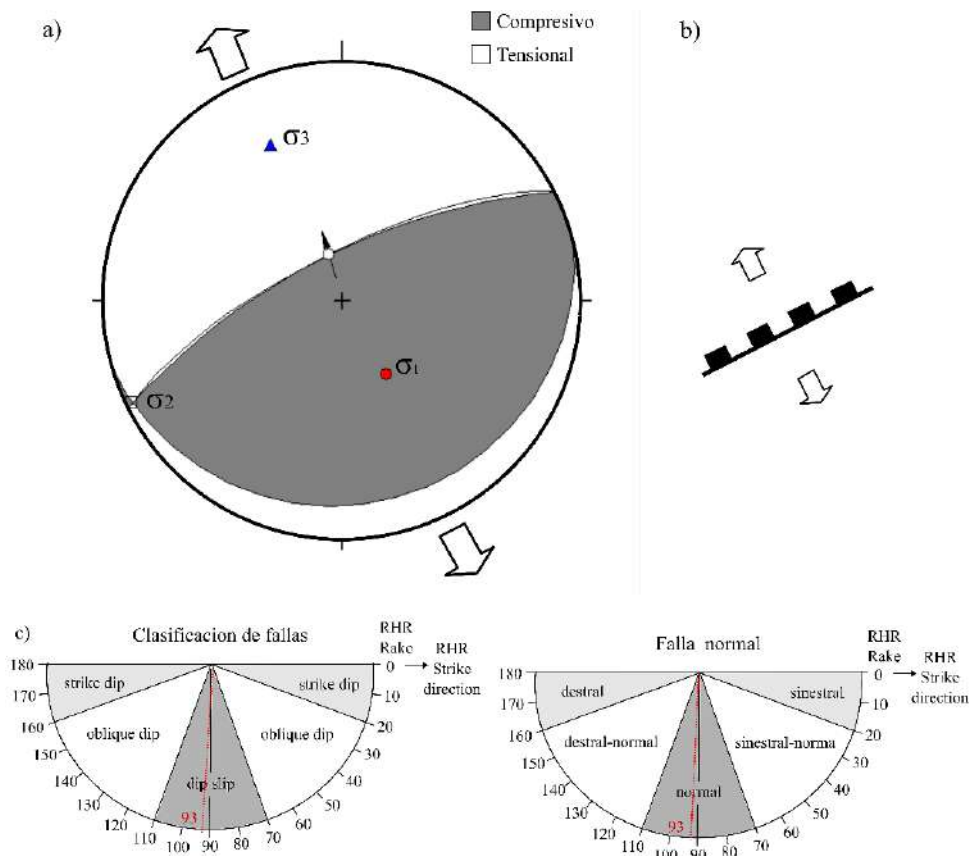 a)
Compresivo
Tensional
b)
σ3
σ1
σ2
c)
Clasificacion de fallas
RHR
Rake
RHR
Strike
direction
180
0
170
10
160
20
150
30
140
40
130
50
120
60
110
70
100
90
80
strike dip
strike dip
oblique dip
oblique dip
dip slip
93
Falla normal
RHR
Rake
RHR
Strike
direction
180
0
170
10
160
20
150
30
140
40
130
50
120
60
110
70
100
90
80
destral
sinestral
destral-normal
sinestral-norma
normal
93